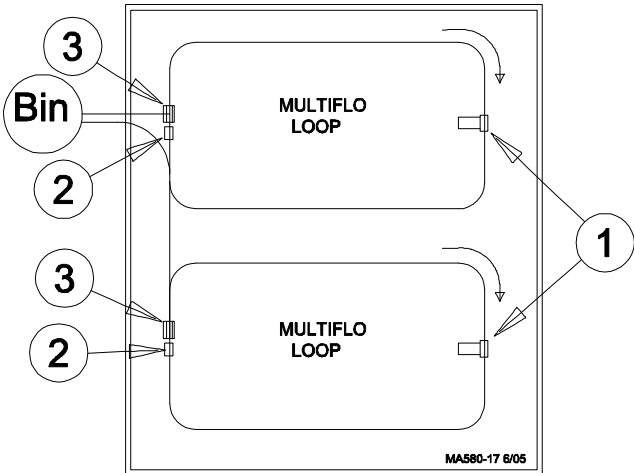 3
Bin
MULTIFLO
LOOP
2
1
3
MULTIFLO
LOOP
2
MA580-17 6/05